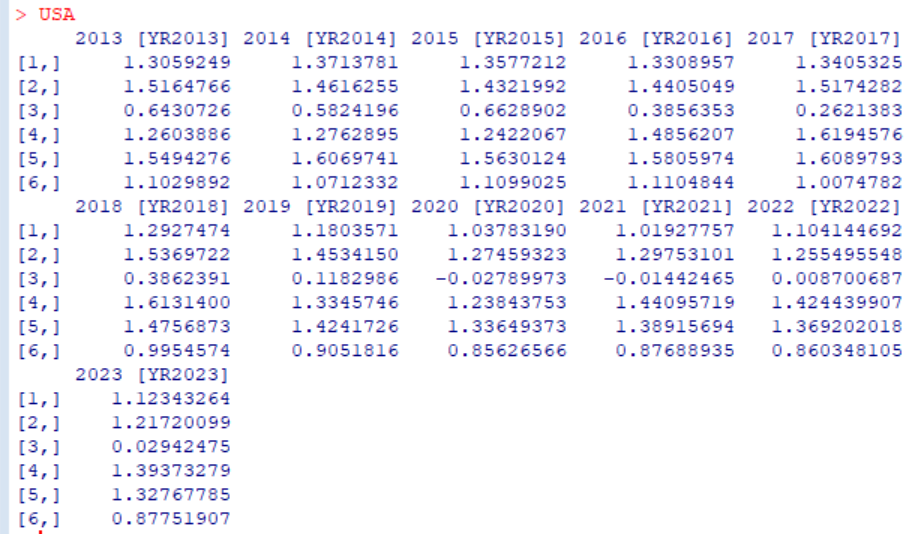 > USA
2013 [YR2013] 2014 [YR2014] 2015 [YR2015] 2016 [YR2016] 2017 [YR2017]
[1,] 1.3059249 1.3713781 1.3577212 1.3308957 1.3405325
[2,] 1.5164766 1.4616255 1.4321992 1.4405049 1.5174282
[3,] 0.6430726 0.5824196 0.6628902 0.3856353 0.2621383
[4,] 1.2603886 1.2762895 1.2422067 1.4856207 1.6194576
[5,] 1.5494276 1.6069741 1.5630124 1.5805974 1.6089793
[6,] 1.1029892 1.0712332 1.1099025 1.1104844 1.0074782
2018 [YR2018] 2019 [YR2019] 2020 [YR2020] 2021 [YR2021] 2022 [YR2022]
[1,] 1.2927474 1.1803571 1.03783190 1.01927757 1.104144692
[2,] 1.5369722 1.4534150 1.27459323 1.29753101 1.255495548
[3,] 0.3862391 0.1182986 -0.02789973 -0.01442465 0.008700687
[4,] 1.6131400 1.3345746 1.23843753 1.44095719 1.424439907
[5,] 1.4756873 1.4241726 1.33649373 1.38915694 1.369202018
[6,] 0.9954574 0.9051816 0.85626566 0.87688935 0.860348105
2023 [YR2023]
[1,] 1.12343264
[2,] 1.21720099
[3,] 0.02942475
[4,] 1.39373279
[5,] 1.32767785
[6,] 0.87751907